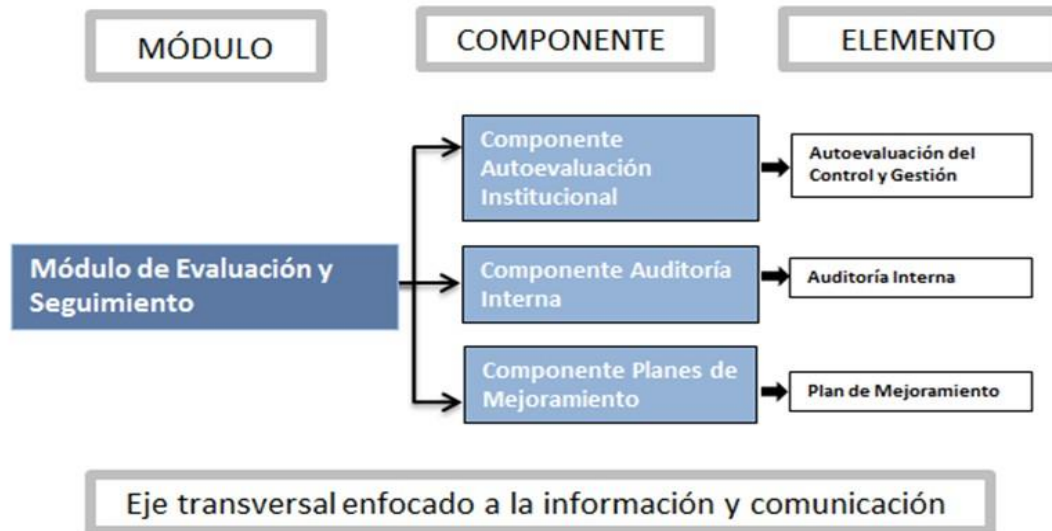 MÓDULO
COMPONENTE
ELEMENTO
Módulo de Evaluación y
Seguimiento
Componente
Autoevaluación
Institucional
Autoevaluación del
Control y Gestión
Componente Auditoría
Interna
Auditoría Interna
Componente Planes de
Mejoramiento
Plan de Mejoramiento
Eje transversal enfocado a la información y comunicación